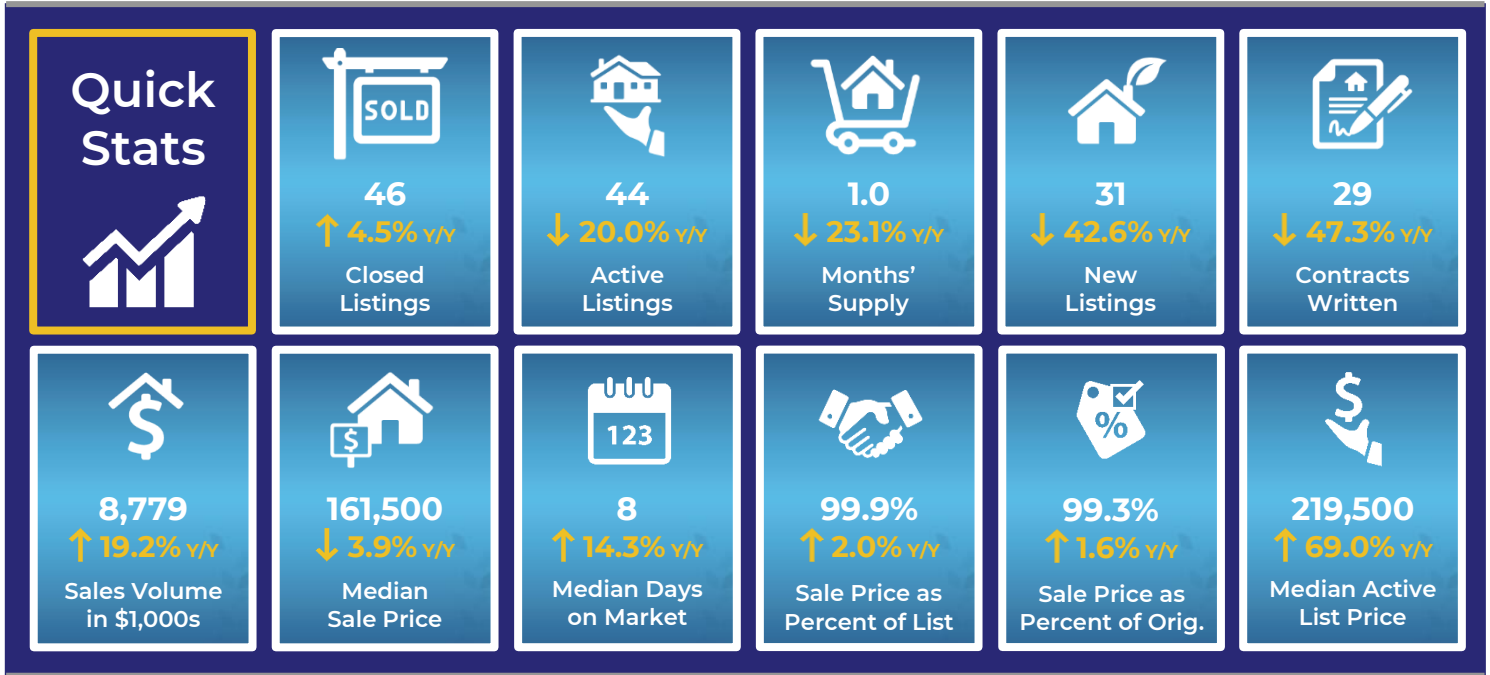 Quick
Stats
SOLD
46
↑ 4.5% Y/Y
Closed
Listings
44
↓ 20.0% Y/Y
Active
Listings
1.0
↓ 23.1% Y/Y
Months’
Supply
31
↓ 42.6% Y/Y
New
Listings
29
↓ 47.3% Y/Y
Contracts
Written
$
8,779
↑ 19.2% Y/Y
Sales Volume
in $1,000s
$
161,500
↓ 3.9% Y/Y
Median
Sale Price
123
8
↑ 14.3% Y/Y
Median Days
on Market
99.9%
↑ 2.0% Y/Y
Sale Price as
Percent of List
%
99.3%
↑ 1.6% Y/Y
Sale Price as
Percent of Orig.
$
219,500
↑ 69.0% Y/Y
Median Active
List Price